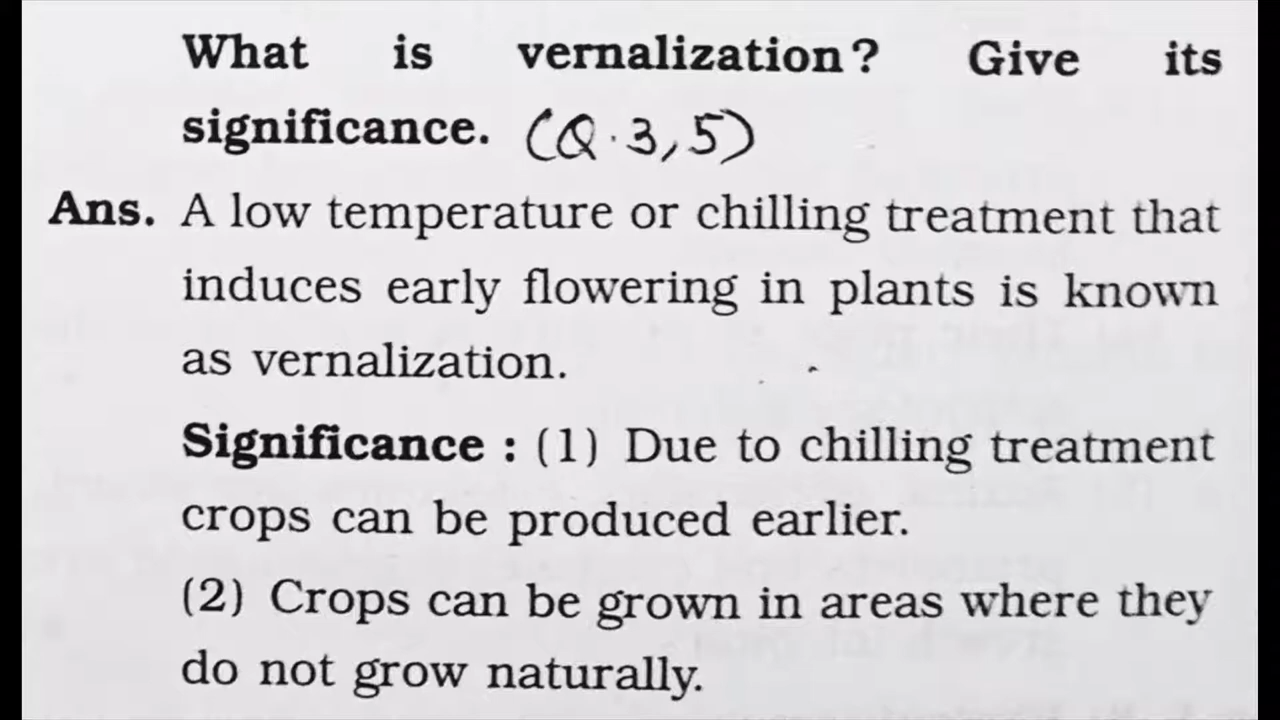 What is vernalization? Give its
significance. (Q.3,5)
Ans. A low temperature or chilling treatment that
induces early flowering in plants is known
as vernalization.
Significance : (1) Due to chilling treatment
crops can be produced earlier.
(2) Crops can be grown in areas where they
do not grow naturally.